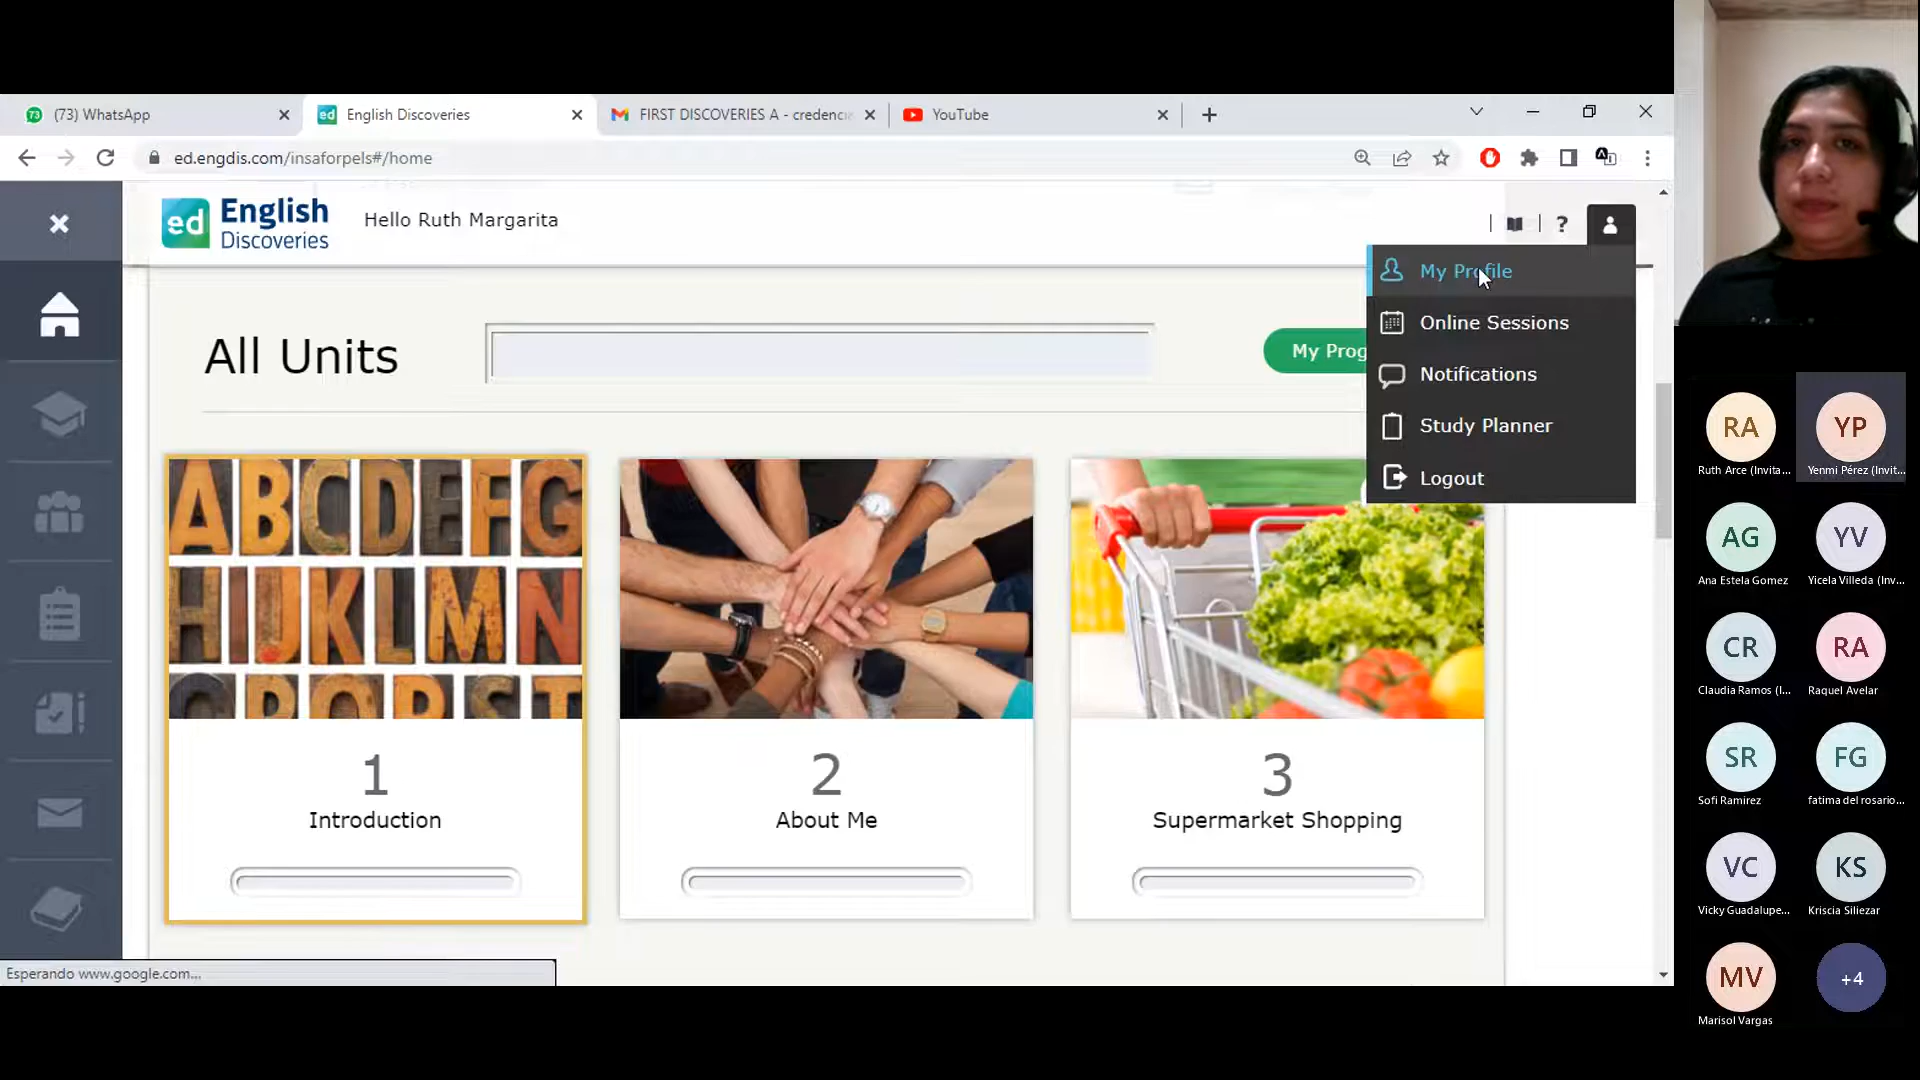 (73) WhatsApp
English Discoveries
FIRST DISCOVERIES A - credenci
YouTube
ed.engdis.com/insaforpels#/home
ed English Discoveries
Hello Ruth Margarita
?
My Profile
Online Sessions
Notifications
Study Planner
Logout
All Units
My Prog
ABCDEFG
HIJKLMN
1
Introduction
2
About Me
3
Supermarket Shopping
Esperando www.google.com...
RA
Ruth Arce (Invita...
YP
Yenmi Pérez (Invit...
AG
Ana Estela Gomez
YV
Yicela Villeda (Inv...
CR
Claudia Ramos (I...
RA
Raquel Avelar
SR
Sofi Ramirez
FG
fatima del rosario...
VC
Vicky Guadalupe...
KS
Kriscia Siliezar
MV
Marisol Vargas
+4